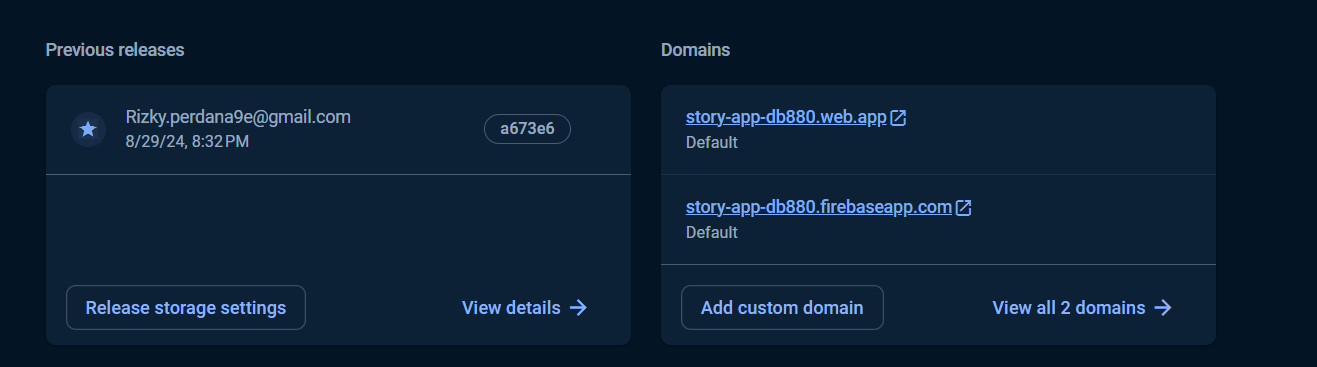 Previous releases
Rizky.perdana9e@gmail.com
8/29/24, 8:32 PM
a673e6
Release storage settings
View details
Domains
story-app-db880.web.app
Default
story-app-db880.firebaseapp.com
Default
Add custom domain
View all 2 domains